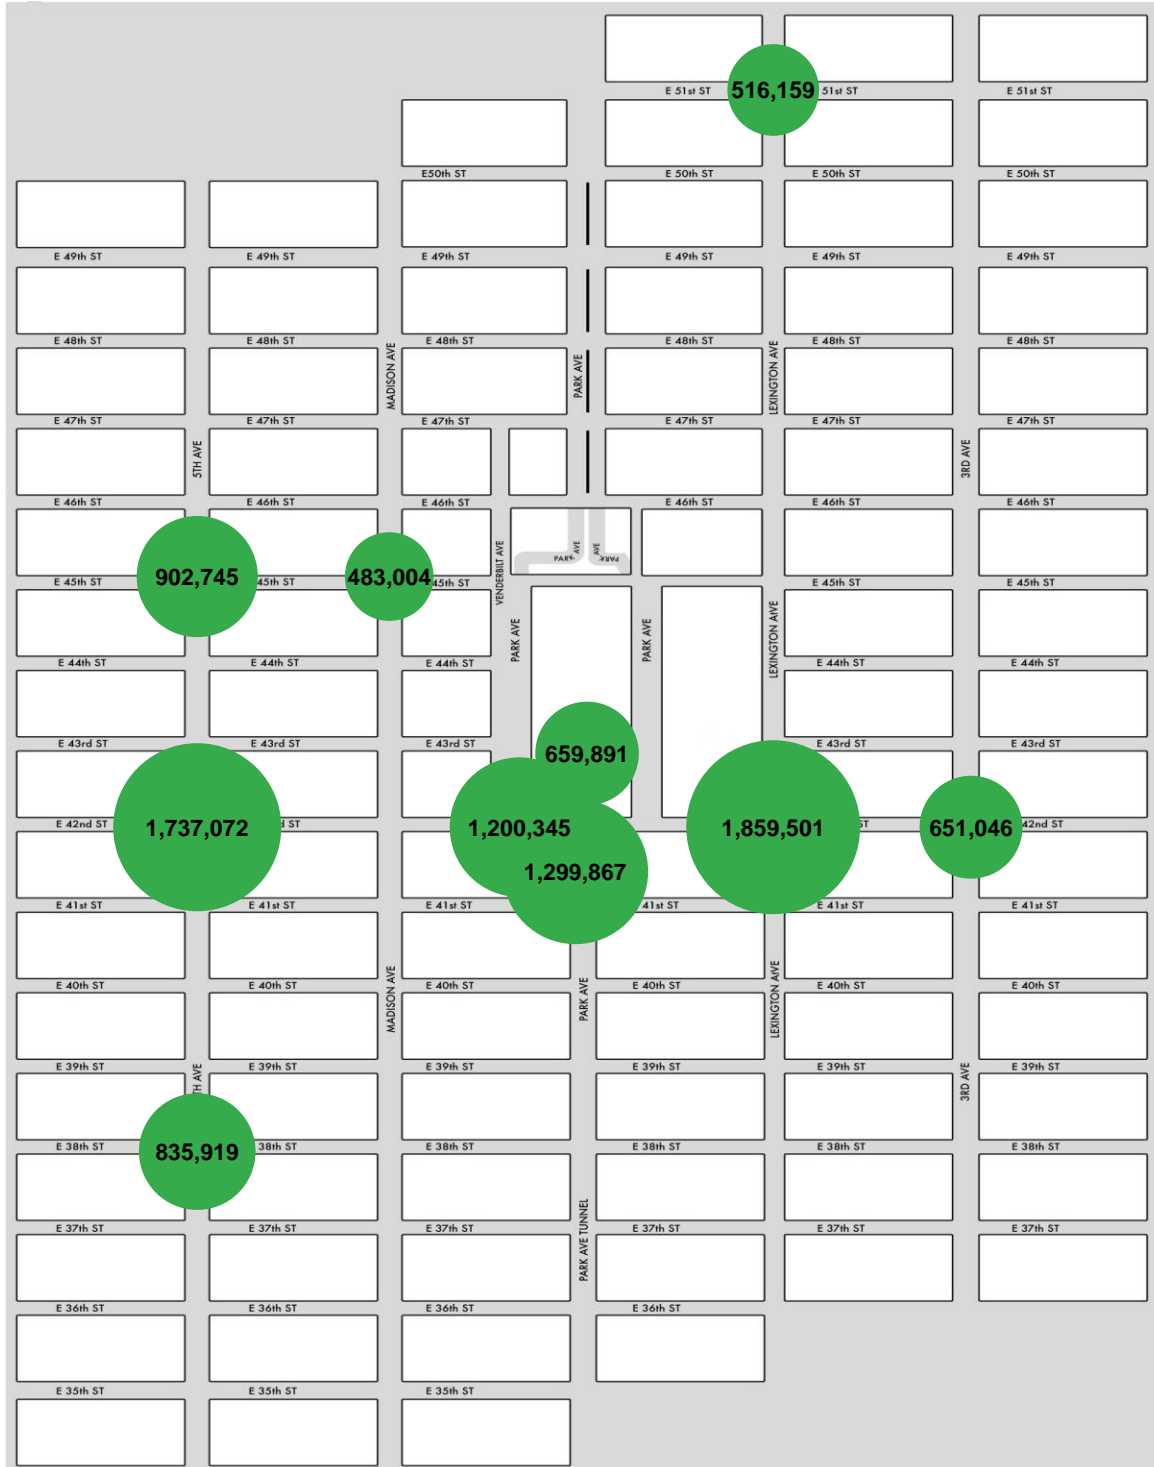 E 51st ST
516,159
51st ST
E 51st ST
E50th ST
E 50th ST
E 50th ST
E 50th ST
E 49th ST
E 49th ST
E 49th ST
E 49th ST
E 49th ST
E 49th ST
E 48th ST
E 48th ST
E 48th ST
E 48th ST
E 48th ST
E 48th ST
MADISON AVE
PARK AVE
LEXINGTON AVE
E 47th ST
E 47th ST
E 47th ST
E 47th ST
E 47th ST
E 47th ST
5TH AVE
3RD AVE
E 46th ST
E 46th ST
E 46th ST
E 46th ST
E 46th ST
E 46th ST
PARK AVE
AVE PARK
VENDERBILT AVE
902,745
45th ST
483,004
45th ST
E 45th ST
E 45th ST
PARK AVE
PARK AVE
LEXINGTON AIVE
E 44th ST
E 44th ST
E 44th ST
E 44th ST
E 44th ST
E 43rd ST
E 43rd ST
E 43rd ST
659,891
E 43rd ST
E 43rd ST
E 42nd ST
1,737,072
ST
1,200,345
1,859,501
ST
651,046
42nd ST
1,299,867
E 41st ST
E 41st ST
E 41st ST
41st ST
E 41st ST
E 41st ST
MADISON AVE
PARK AVE
LEXINGTON AIVE
E 40th ST
E 40th ST
E 40th ST
E 40th ST
E 40th ST
E 40th ST
E 39th ST
E 39th ST
E 39th ST
E 39th ST
E 39th ST
E 39th ST
TH AVE
3RD AVE
E 38th ST
835,919
38th ST
E 38th ST
E 38th ST
E 38th ST
E 38th ST
PARK AVE TUNNEL
E 37th ST
E 37th ST
E 37th ST
E 37th ST
E 37th ST
E 37th ST
E 36th ST
E 36th ST
E 36th ST
E 36th ST
E 35th ST
E 35th ST
E 35th ST